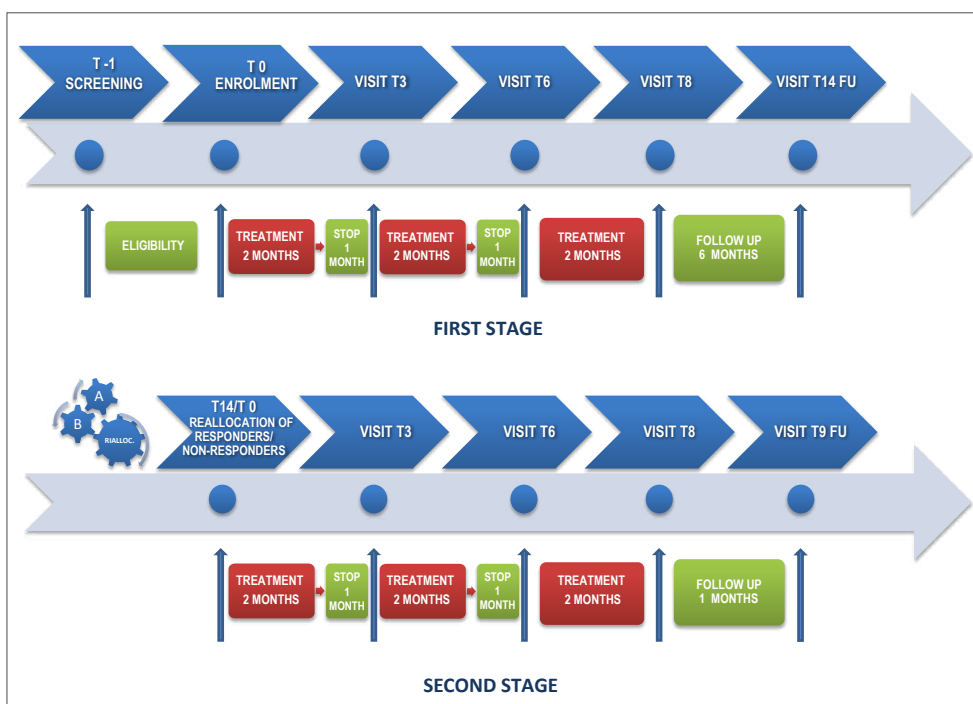 T -1
SCREENING
T 0
ENROLMENT
VISIT T3
VISIT T6
VISIT T8
VISIT T14 FU
ELIGIBILITY
TREATMENT
2 MONTHS
STOP
1
MONTH
TREATMENT
2 MONTHS
STOP
1
MONTH
TREATMENT
2 MONTHS
FOLLOW UP
6 MONTHS
FIRST STAGE
A
B
RIALLOC.
T14/T 0
REALLOCATION OF
RESPONDERS/
NON-RESPONDERS
VISIT T3
VISIT T6
VISIT T8
VISIT T9 FU
TREATMENT
2 MONTHS
STOP
1
MONTH
TREATMENT
2 MONTHS
STOP
1
MONTH
TREATMENT
2 MONTHS
FOLLOW UP
1 MONTHS
SECOND STAGE